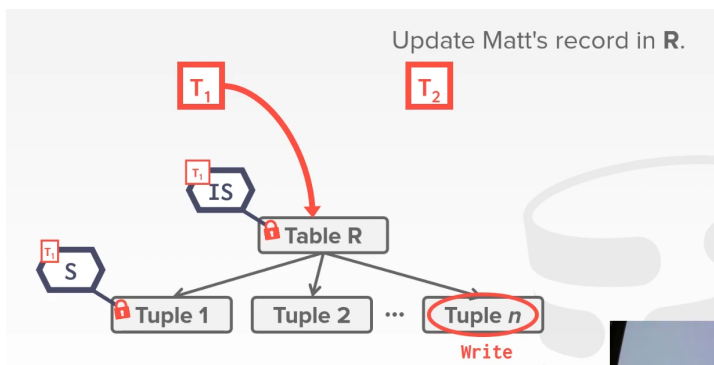 Update Matt's record in R.
T₁ T₂
T₁
IS
Table R
T₁
S
Tuple 1 Tuple 2 ... Tuple n
Write